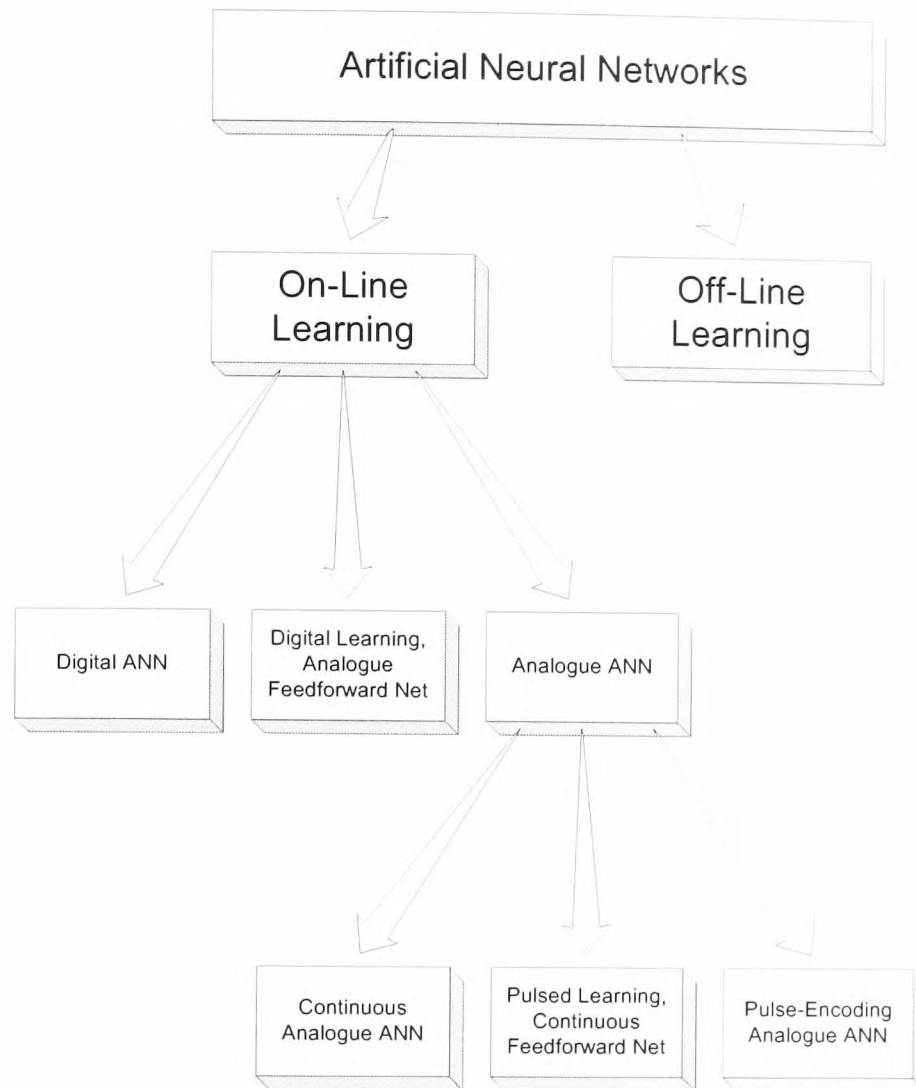 Artificial Neural Networks
On-Line
Learning
Off-Line
Learning
Digital ANN
Digital Learning,
Analogue
Feedforward Net
Analogue ANN
Continuous
Analogue ANN
Pulsed Learning,
Continuous
Feedforward Net
Pulse-Encoding
Analogue ANN